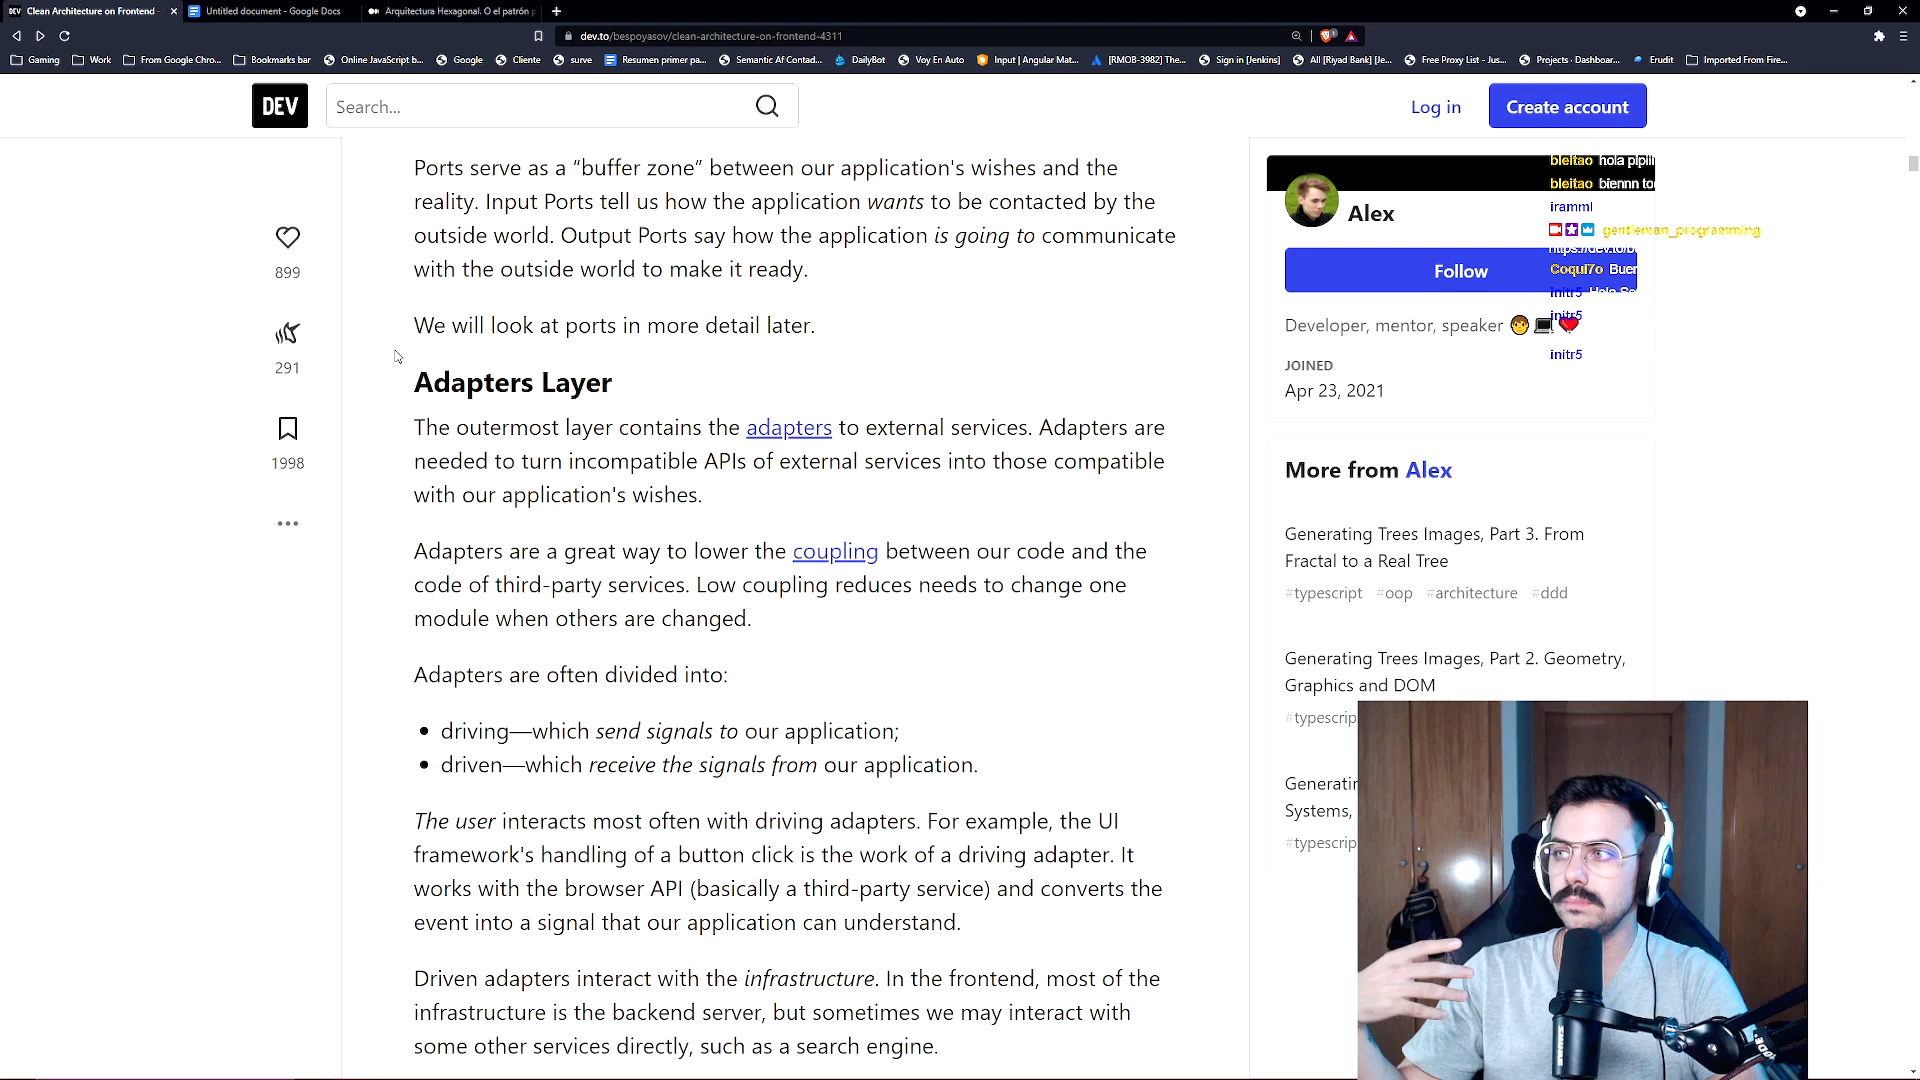 DEV Clean Architecture on Frontend -
Untitled document - Google Docs
Arquitectura Hexagonal. O el patrón p
dev.to/bespoyasov/clean-architecture-on-frontend-4311
Gaming
Work
From Google Chro...
Bookmarks bar
Online JavaScript b...
Google
Cliente
surve
Resumen primer pa...
Semantic Af Contad...
DailyBot
Voy En Auto
Input | Angular Mat...
[RMOB-3982] The...
Sign in [Jenkins]
All [Riyad Bank] [Je...
Free Proxy List - Jus...
Projects · Dashboar...
Erudit
Imported From Fire...
DEV
Search...
Log in
Create account
899
291
1998
Ports serve as a “buffer zone” between our application's wishes and the
reality. Input Ports tell us how the application wants to be contacted by the
outside world. Output Ports say how the application is going to communicate
with the outside world to make it ready.
We will look at ports in more detail later.
Adapters Layer
The outermost layer contains the adapters to external services. Adapters are
needed to turn incompatible APIs of external services into those compatible
with our application's wishes.
Adapters are a great way to lower the coupling between our code and the
code of third-party services. Low coupling reduces needs to change one
module when others are changed.
Adapters are often divided into:
driving—which send signals to our application;
driven—which receive the signals from our application.
The user interacts most often with driving adapters. For example, the UI
framework's handling of a button click is the work of a driving adapter. It
works with the browser API (basically a third-party service) and converts the
event into a signal that our application can understand.
Driven adapters interact with the infrastructure. In the frontend, most of the
infrastructure is the backend server, but sometimes we may interact with
some other services directly, such as a search engine.
Alex
Follow
Developer, mentor, speaker
JOINED
Apr 23, 2021
bleitao hola pipiii
bleitao biennn to
iramml
gentleman_programming
Coqui7o Buer
initr5
initr5
initr5
More from Alex
Generating Trees Images, Part 3. From
Fractal to a Real Tree
#typescript #oop #architecture #ddd
Generating Trees Images, Part 2. Geometry,
Graphics and DOM
#typescrip
Generatin
Systems,
#typescrip